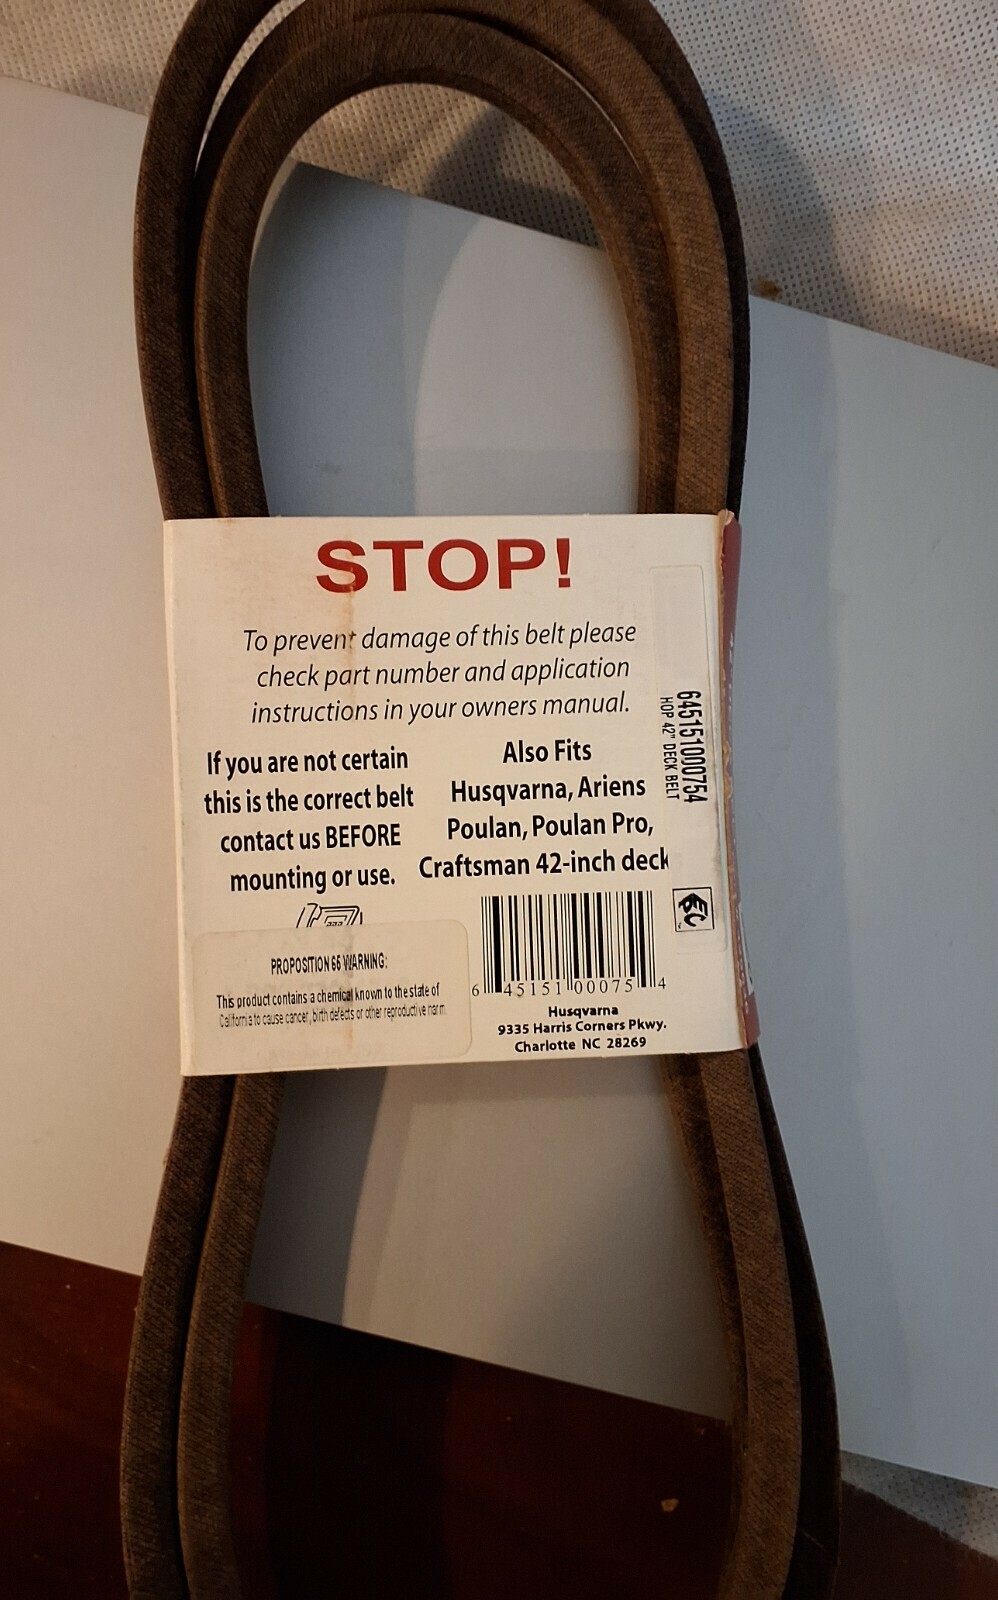 STOP!
To prevent damage of this belt please
check part number and application
instructions in your owners manual.
If you are not certain
this is the correct belt
contact us BEFORE
mounting or use.
Also Fits
Husqvarna, Ariens
Poulan, Poulan Pro,
Craftsman 42-inch deck
645151000754
HOP 42" DECK BELT
PROPOSITION 65 WARNING:
This product contains a chemical known to the state of
California to cause cancer, birth defects or other reproductive harm
6 45151 00075 4
Husqvarna
9335 Harris Corners Pkwy.
Charlotte NC 28269